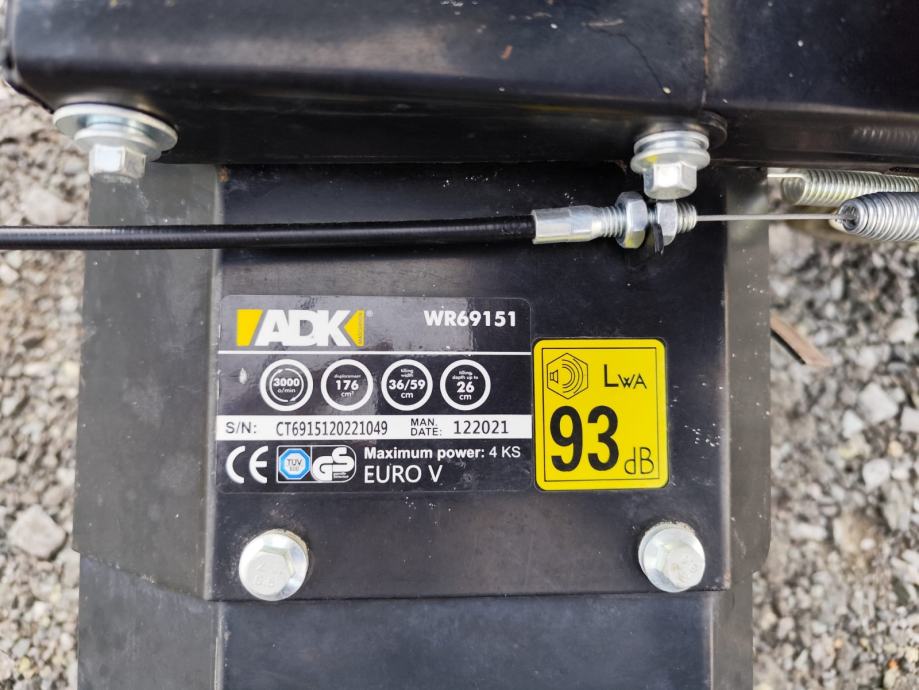 ADK WR69151
3000 o/min
displacement 176 cm³
tilling width 36/59 cm
tilling depth up to 26 cm
S/N: CT6915120221049 MAN. DATE: 122021
CE TÜV GS Maximum power: 4 KS
EURO V
LWA
93 dB